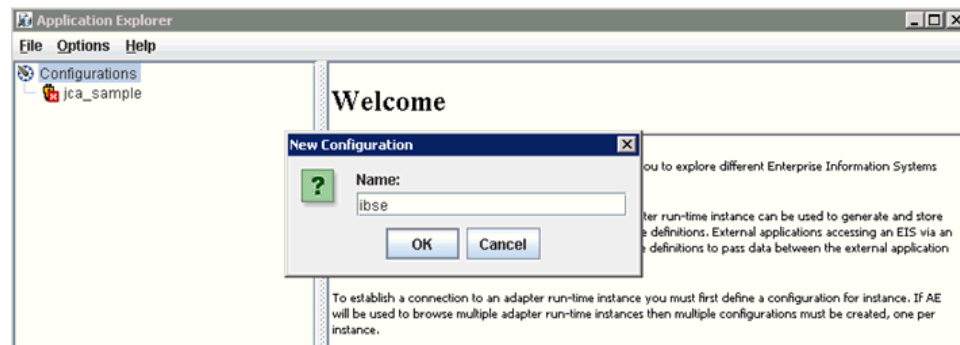 Application Explorer
File Options Help
Configurations
jca_sample
Welcome
New Configuration
Name:
ibse
OK Cancel
ou to explore different Enterprise Information Systems
ter run-time instance can be used to generate and store
e definitions. External applications accessing an EIS via an
e definitions to pass data between the external application
To establish a connection to an adapter run-time instance you must first define a configuration for instance. If AE
will be used to browse multiple adapter run-time instances then multiple configurations must be created, one per
instance.